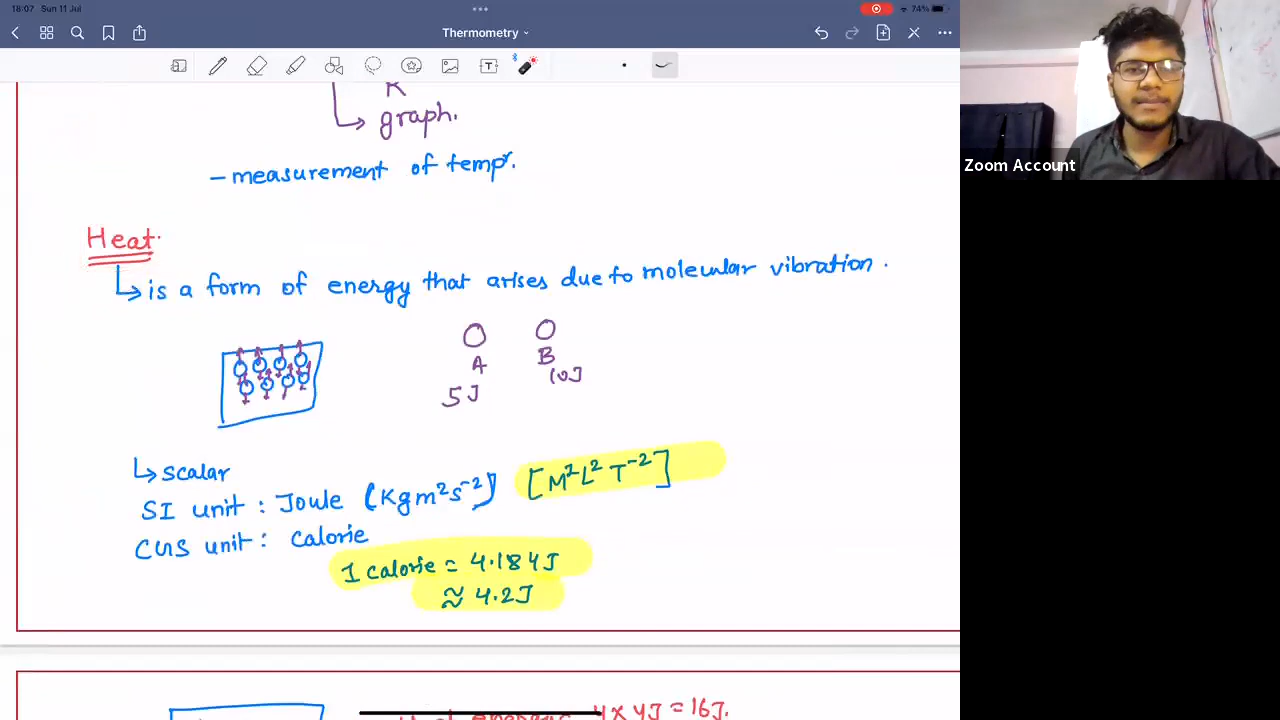 18:07 Sun 11 Jul
74%
Thermometry
K
graph.
- measurement of tempr.
Zoom Account
Heat.
is a form of energy that arises due to molecular vibration.
A B
5J 10J
scalar
SI unit : Joule (Kgm²s⁻²) [M²L²T⁻²]
CGS unit : Calorie
1 calorie = 4.184J
≈ 4.2J
4 x 4J = 16J.